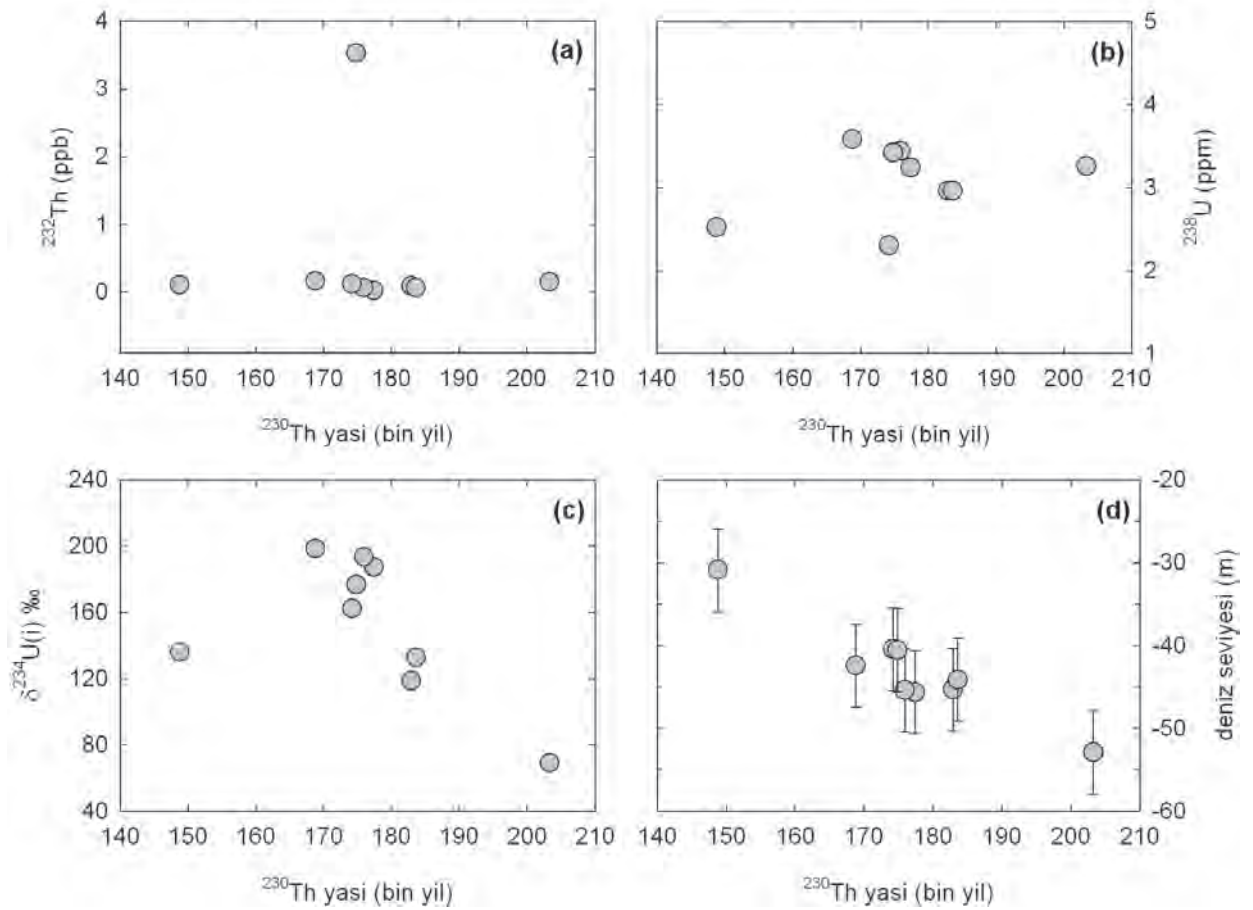 (a)
4
3
2
1
0
²³²Th (ppb)
140 150 160 170 180 190 200 210
²³⁰Th yasi (bin yil)
(b)
5
4
3
2
1
²³⁸U (ppm)
140 150 160 170 180 190 200 210
²³⁰Th yasi (bin yil)
(c)
240
200
160
120
80
40
δ²³⁴U(i) ‰
140 150 160 170 180 190 200 210
²³⁰Th yasi (bin yil)
(d)
-20
-30
-40
-50
-60
deniz seviyesi (m)
140 150 160 170 180 190 200 210
²³⁰Th yasi (bin yil)